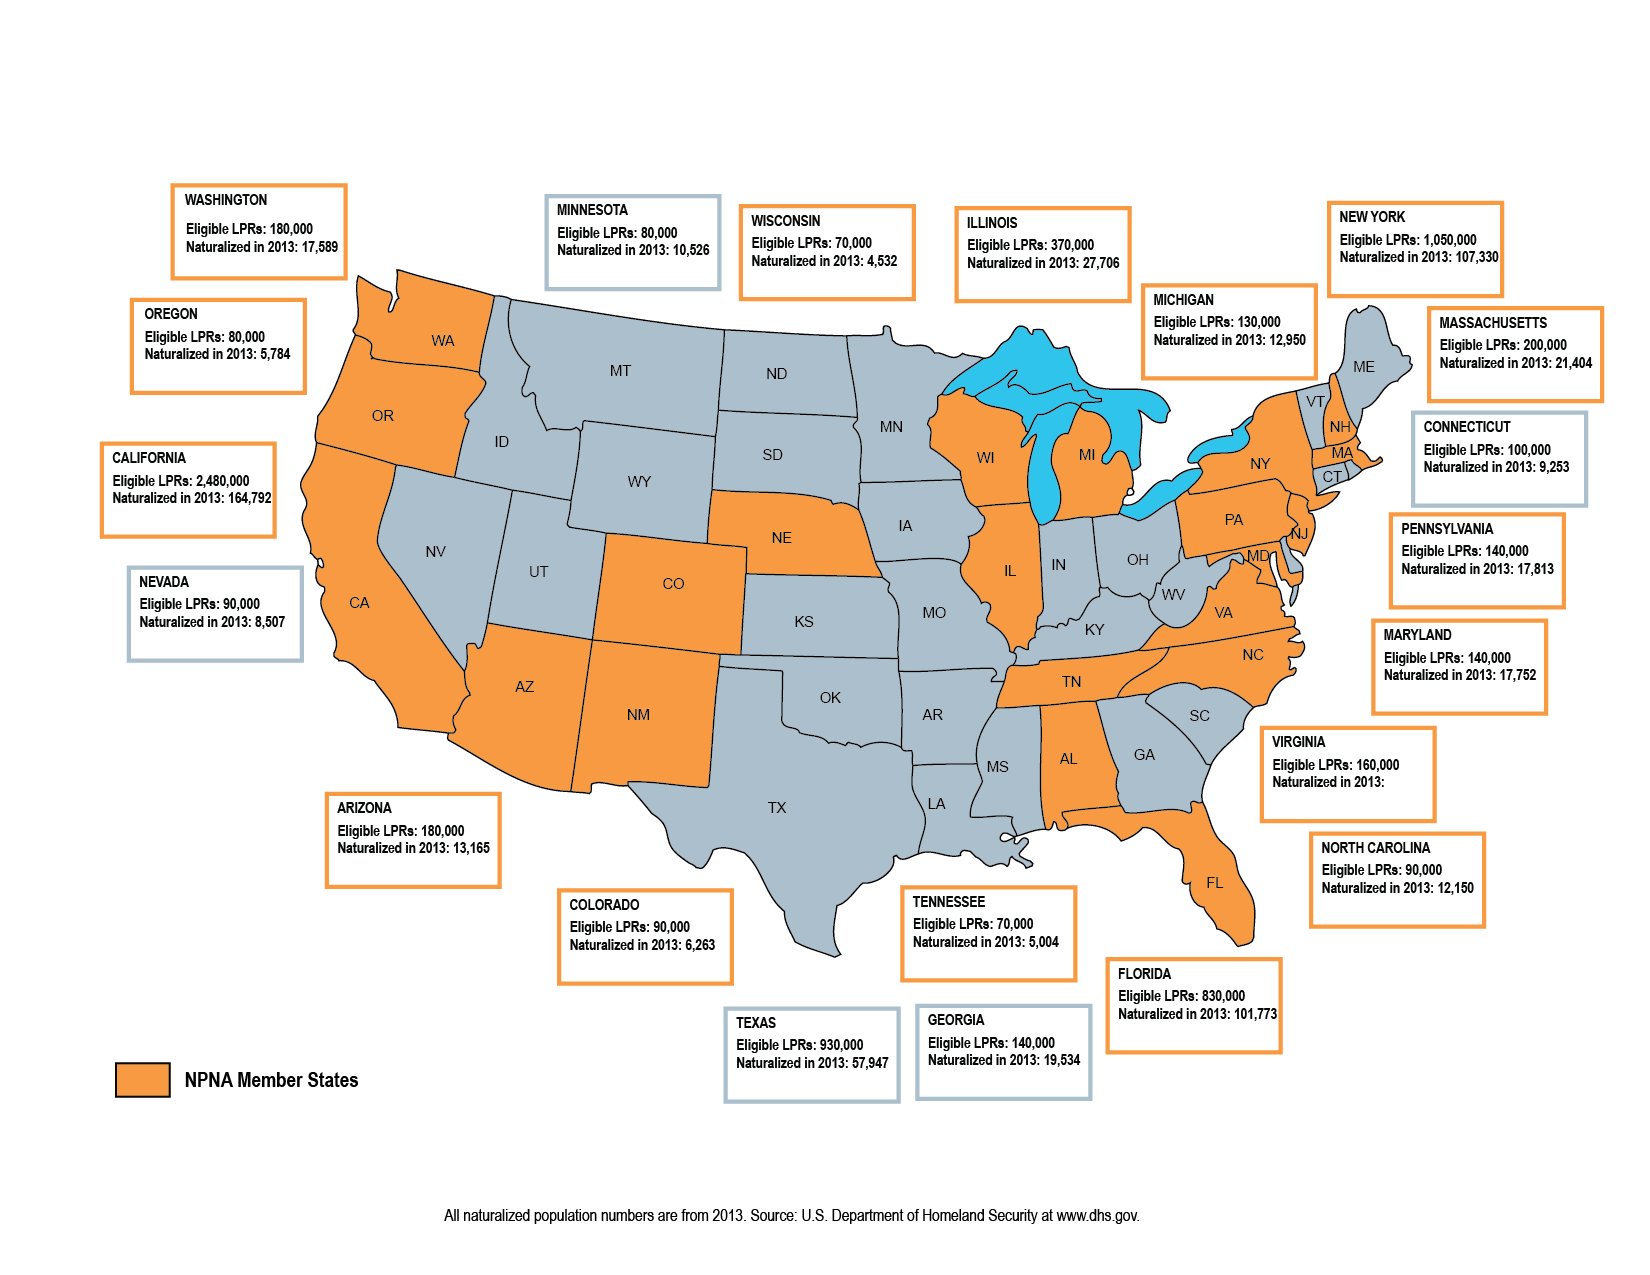 WASHINGTON
Eligible LPRs: 180,000
Naturalized in 2013: 17,589
MINNESOTA
Eligible LPRs: 80,000
Naturalized in 2013: 10,526
WISCONSIN
Eligible LPRs: 70,000
Naturalized in 2013: 4,532
ILLINOIS
Eligible LPRs: 370,000
Naturalized in 2013: 27,706
NEW YORK
Eligible LPRs: 1,050,000
Naturalized in 2013: 107,330
MICHIGAN
Eligible LPRs: 130,000
Naturalized in 2013: 12,950
OREGON
Eligible LPRs: 80,000
Naturalized in 2013: 5,784
MASSACHUSETTS
Eligible LPRs: 200,000
Naturalized in 2013: 21,404
CONNECTICUT
Eligible LPRs: 100,000
Naturalized in 2013: 9,253
CALIFORNIA
Eligible LPRs: 2,480,000
Naturalized in 2013: 164,792
PENNSYLVANIA
Eligible LPRs: 140,000
Naturalized in 2013: 17,813
NEVADA
Eligible LPRs: 90,000
Naturalized in 2013: 8,507
MARYLAND
Eligible LPRs: 140,000
Naturalized in 2013: 17,752
VIRGINIA
Eligible LPRs: 160,000
Naturalized in 2013:
ARIZONA
Eligible LPRs: 180,000
Naturalized in 2013: 13,165
NORTH CAROLINA
Eligible LPRs: 90,000
Naturalized in 2013: 12,150
COLORADO
Eligible LPRs: 90,000
Naturalized in 2013: 6,263
TENNESSEE
Eligible LPRs: 70,000
Naturalized in 2013: 5,004
FLORIDA
Eligible LPRs: 830,000
Naturalized in 2013: 101,773
TEXAS
Eligible LPRs: 930,000
Naturalized in 2013: 57,947
GEORGIA
Eligible LPRs: 140,000
Naturalized in 2013: 19,534
WA
MT
ND
ME
VT
OR
ID
SD
MN
WI
MI
NY
NH
MA
CT
WY
NE
IA
PA
NJ
NV
UT
CO
IL
IN
OH
MD
CA
KS
MO
WV
VA
KY
NC
AZ
NM
OK
AR
TN
SC
TX
LA
MS
AL
GA
FL
NPNA Member States
All naturalized population numbers are from 2013. Source: U.S. Department of Homeland Security at www.dhs.gov.